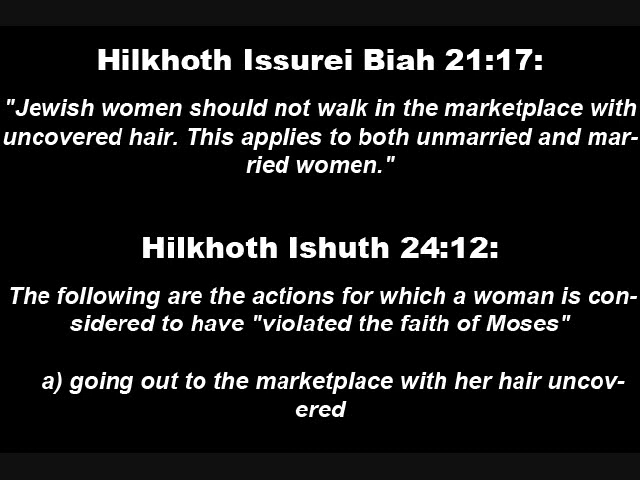 Hilkhoth Issurei Biah 21:17:
"Jewish women should not walk in the marketplace with
uncovered hair. This applies to both unmarried and mar-
ried women."
Hilkhoth Ishuth 24:12:
The following are the actions for which a woman is con-
sidered to have "violated the faith of Moses"
a) going out to the marketplace with her hair uncov-
ered